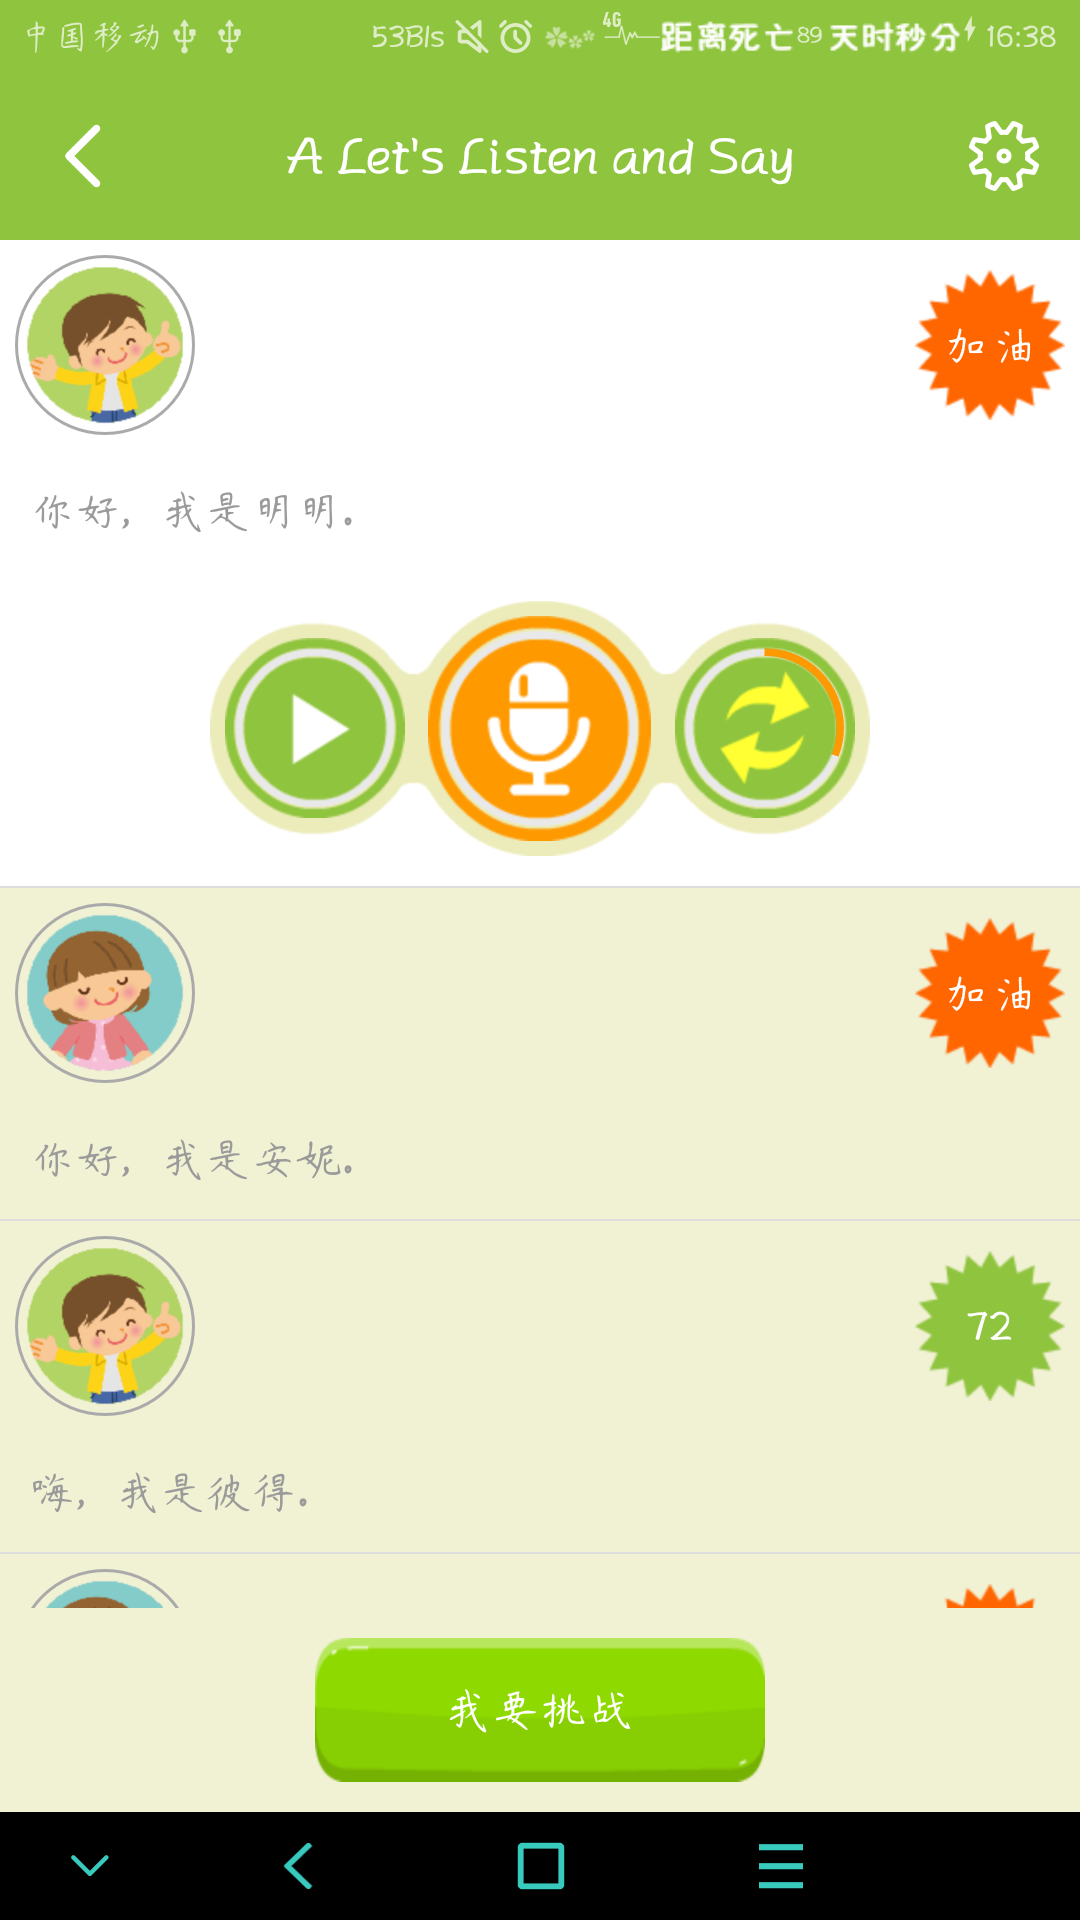 中国移动 53B/s 4G 距离死亡89天时秒分 16:38
A Let's Listen and Say
加油
你好，我是明明。
加油
你好，我是安妮。
72
嗨，我是彼得。
我要挑战